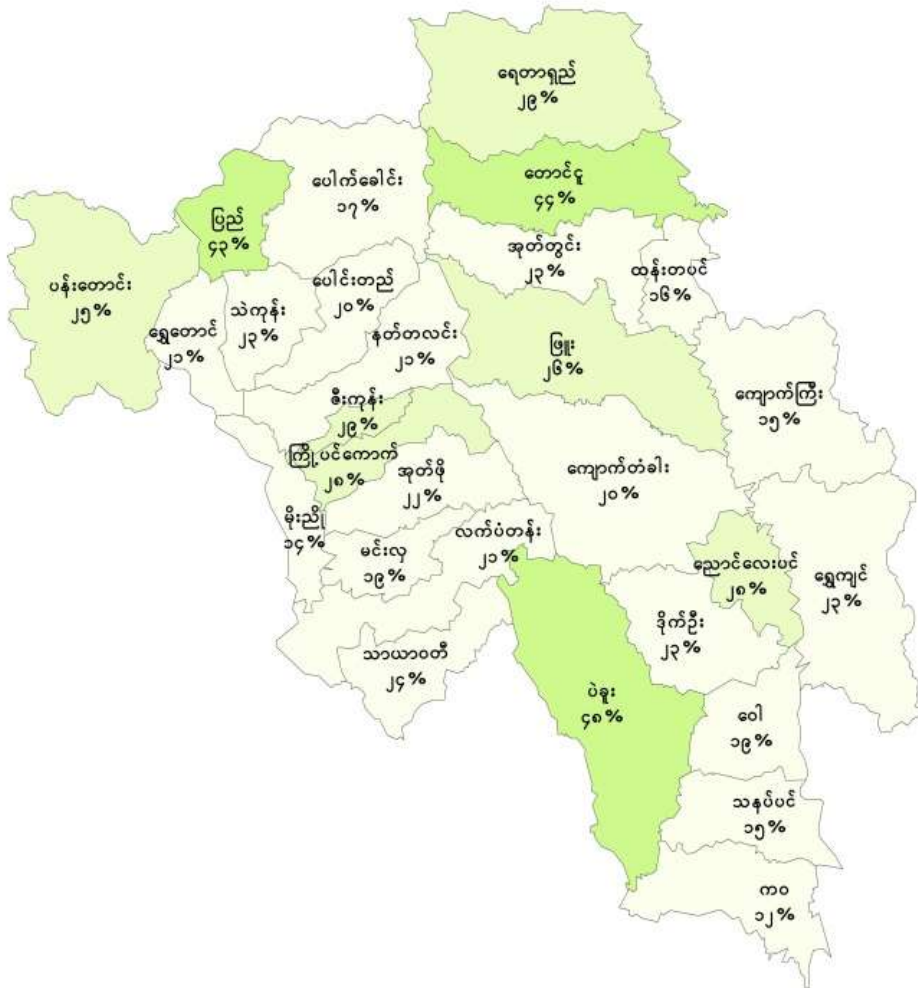 ရေတာရှည်
၂၉%
တောင်ငူ
၄၄%
ပေါက်ခေါင်း
၁၇%
ပြည်
၄၃%
အုတ်တွင်း
၂၃%
ထန်းတပင်
၁၆%
ပန်းတောင်း
၂၅%
ပေါင်းတည်
၂၀%
သဲကုန်း
၂၃%
ရွှေတောင်
၂၁%
နတ်တလင်း
၂၁%
ဖြူး
၂၆%
ကျောက်ကြီး
၁၅%
ဇီးကုန်း
၂၉%
ကြို့ပင်ကောက်
၂၈%
အုတ်ဖို
၂၂%
ကျောက်တံခါး
၂၀%
မိုးညို
၁၄%
မင်းလှ
၁၉%
လက်ပံတန်း
၂၁%
ညောင်လေးပင်
၂၈%
ရွှေကျင်
၂၃%
ဒိုက်ဦး
၂၃%
သာယာဝတီ
၂၄%
ပဲခူး
၄၈%
ဝေါ
၁၉%
သနပ်ပင်
၁၅%
ကဝ
၁၂%